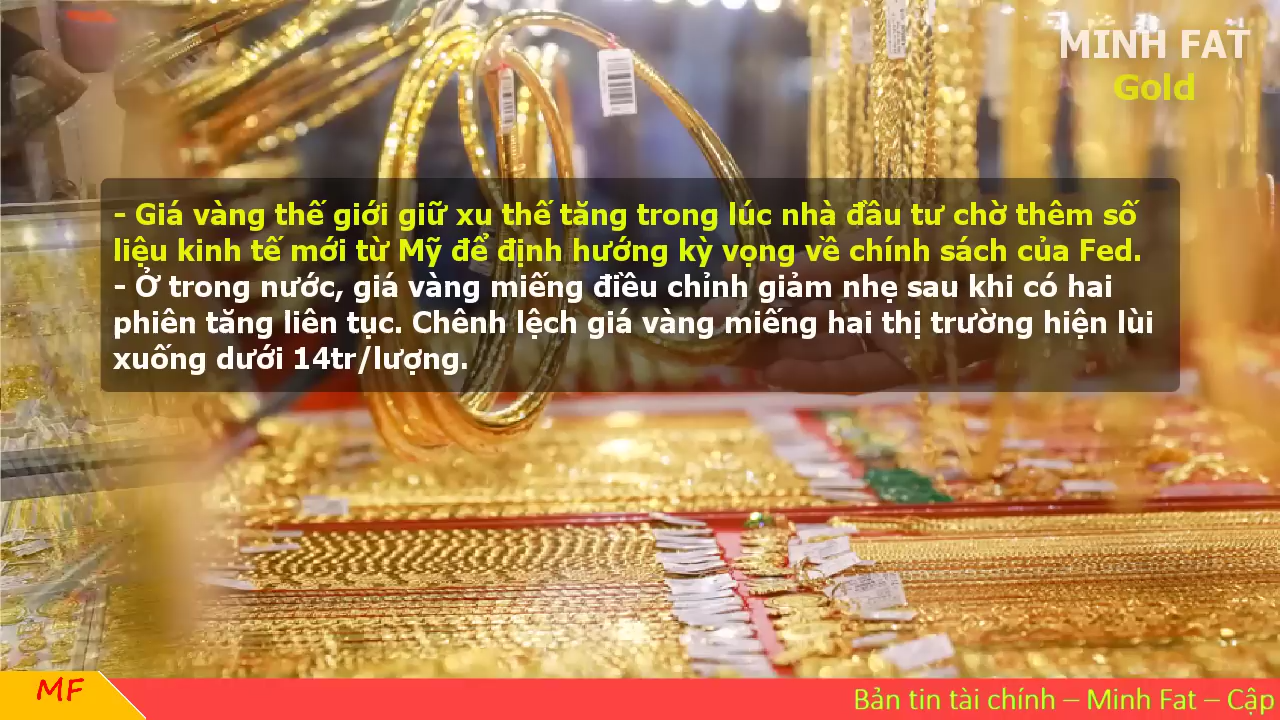 MINH FAT
Gold
- Giá vàng thế giới giữ xu thế tăng trong lúc nhà đầu tư chờ thêm số
liệu kinh tế mới từ Mỹ để định hướng kỳ vọng về chính sách của Fed.
- Ở trong nước, giá vàng miếng điều chỉnh giảm nhẹ sau khi có hai
phiên tăng liên tục. Chênh lệch giá vàng miếng hai thị trường hiện lùi
xuống dưới 14tr/lượng.
MF
Bản tin tài chính – Minh Fat – Cập